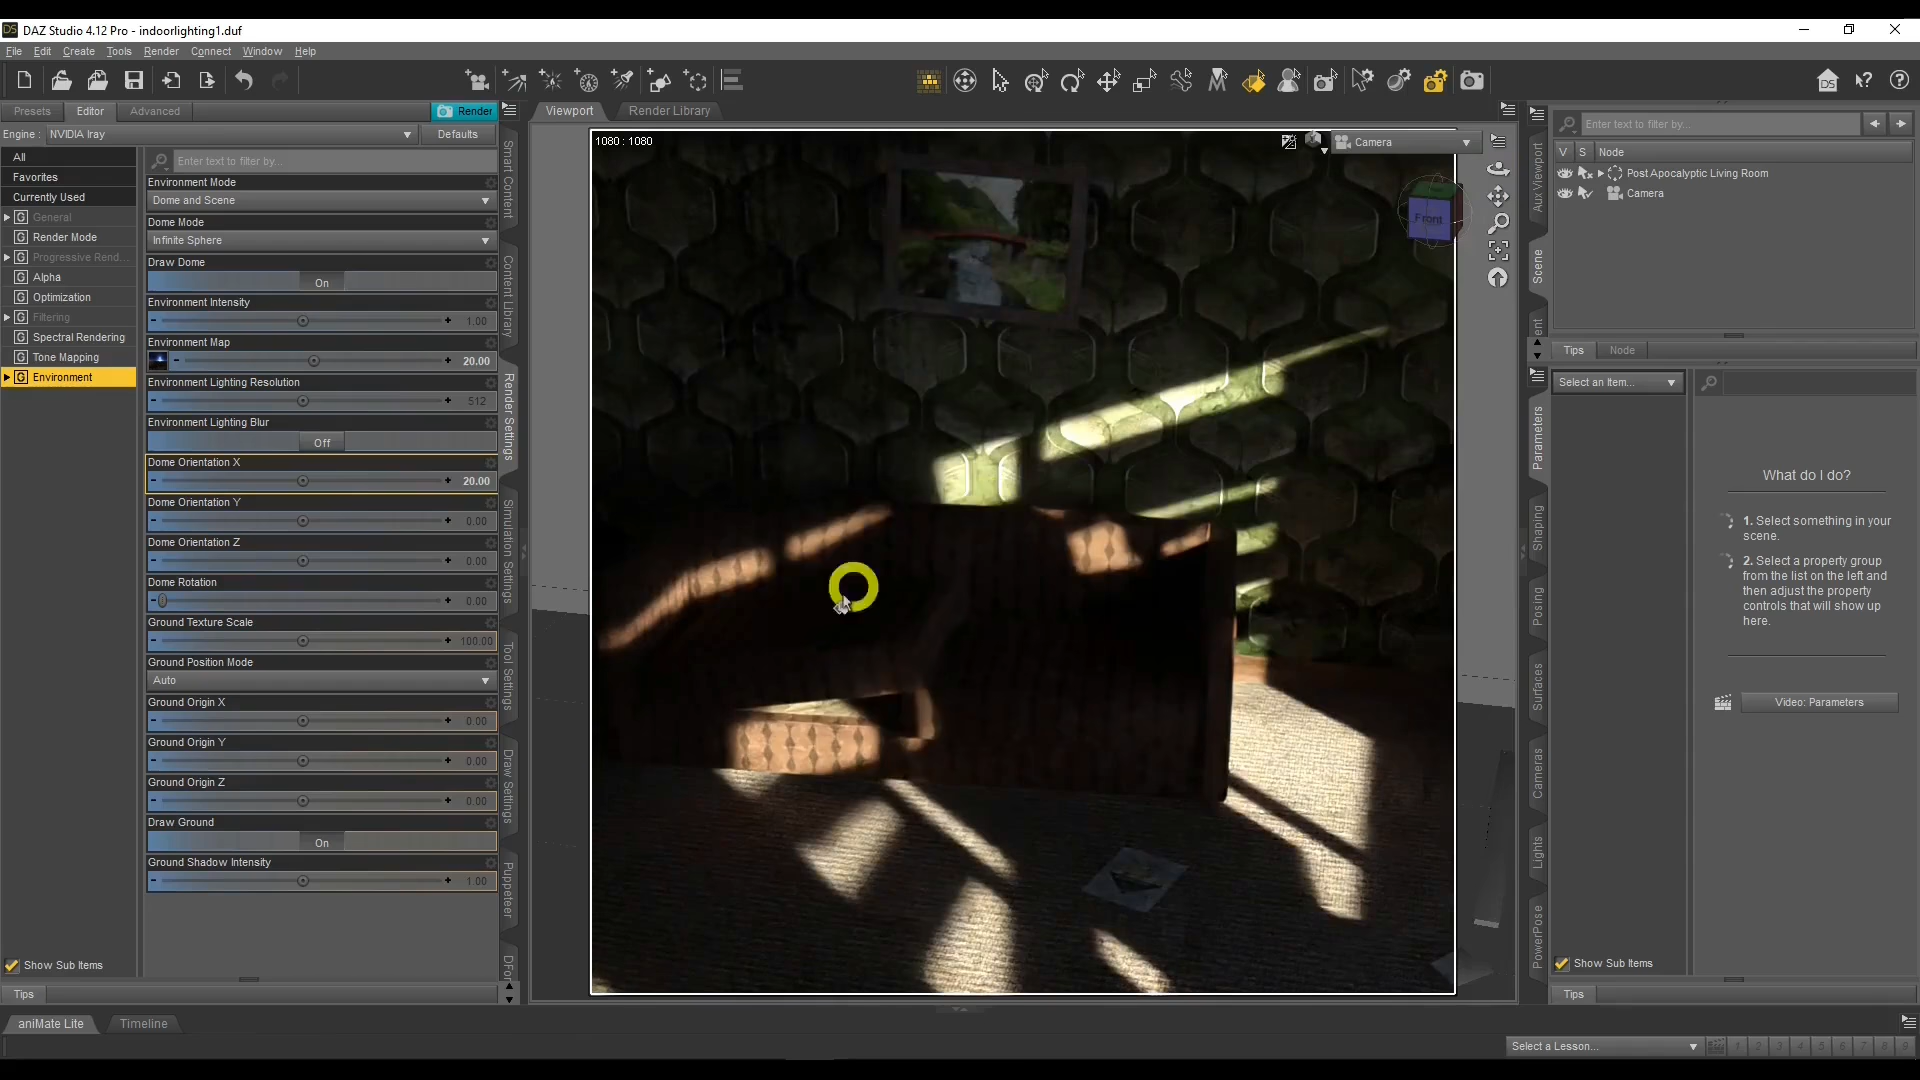 DAZ Studio 4.12 Pro - indoorlighting1.duf
File Edit Create Tools Render Connect Window Help
Presets Editor Advanced Render
Engine : NVIDIA Iray Defaults
All
Favorites
Currently Used
General
Render Mode
Progressive Rend...
Alpha
Optimization
Filtering
Spectral Rendering
Tone Mapping
Environment
Show Sub Items
Tips
Enter text to filter by...
Environment Mode
Dome and Scene
Dome Mode
Infinite Sphere
Draw Dome
On
Environment Intensity
1.00
Environment Map
20.00
Environment Lighting Resolution
512
Environment Lighting Blur
Off
Dome Orientation X
20.00
Dome Orientation Y
0.00
Dome Orientation Z
0.00
Dome Rotation
0.00
Ground Texture Scale
100.00
Ground Position Mode
Auto
Ground Origin X
0.00
Ground Origin Y
0.00
Ground Origin Z
0.00
Draw Ground
On
Ground Shadow Intensity
1.00
Smart Content
Content Library
Render Settings
Simulation Settings
Tool Settings
Draw Settings
Puppeteer
DFor
Viewport Render Library
1080 : 1080
Camera
Front
Aux Viewport
Scene
Enter text to filter by...
V S Node
Post Apocalyptic Living Room
Camera
Tips Node
Parameters
Shaping
Posing
Surfaces
Cameras
Lights
PowerPose
Select an Item...
What do I do?
1. Select something in your
scene.
2. Select a property group
from the list on the left and
then adjust the property
controls that will show up
here.
Video: Parameters
Show Sub Items
Tips
aniMate Lite Timeline
Select a Lesson... 1 2 3 4 5 6 7 8 9